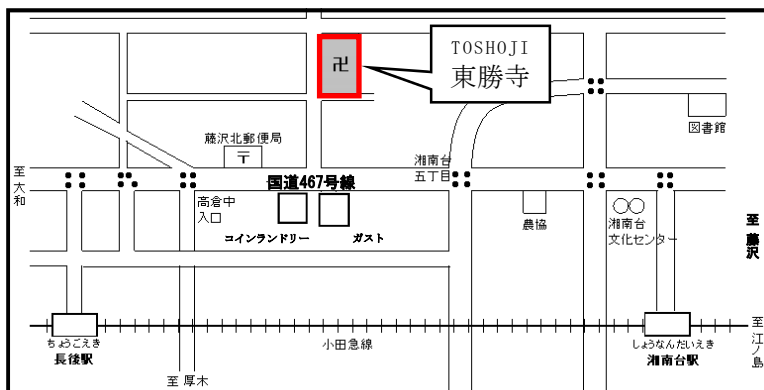 TOSHOJI
東勝寺
卍
図書館
藤沢北郵便局
〒
湘南台
五丁目
至大和
国道467号線
高倉中
入口
コインランドリー
ガスト
農協
湘南台
文化センター
至藤沢
ちょうごえき
長後駅
小田急線
しょうなんだいえき
湘南台駅
至江ノ島
至厚木